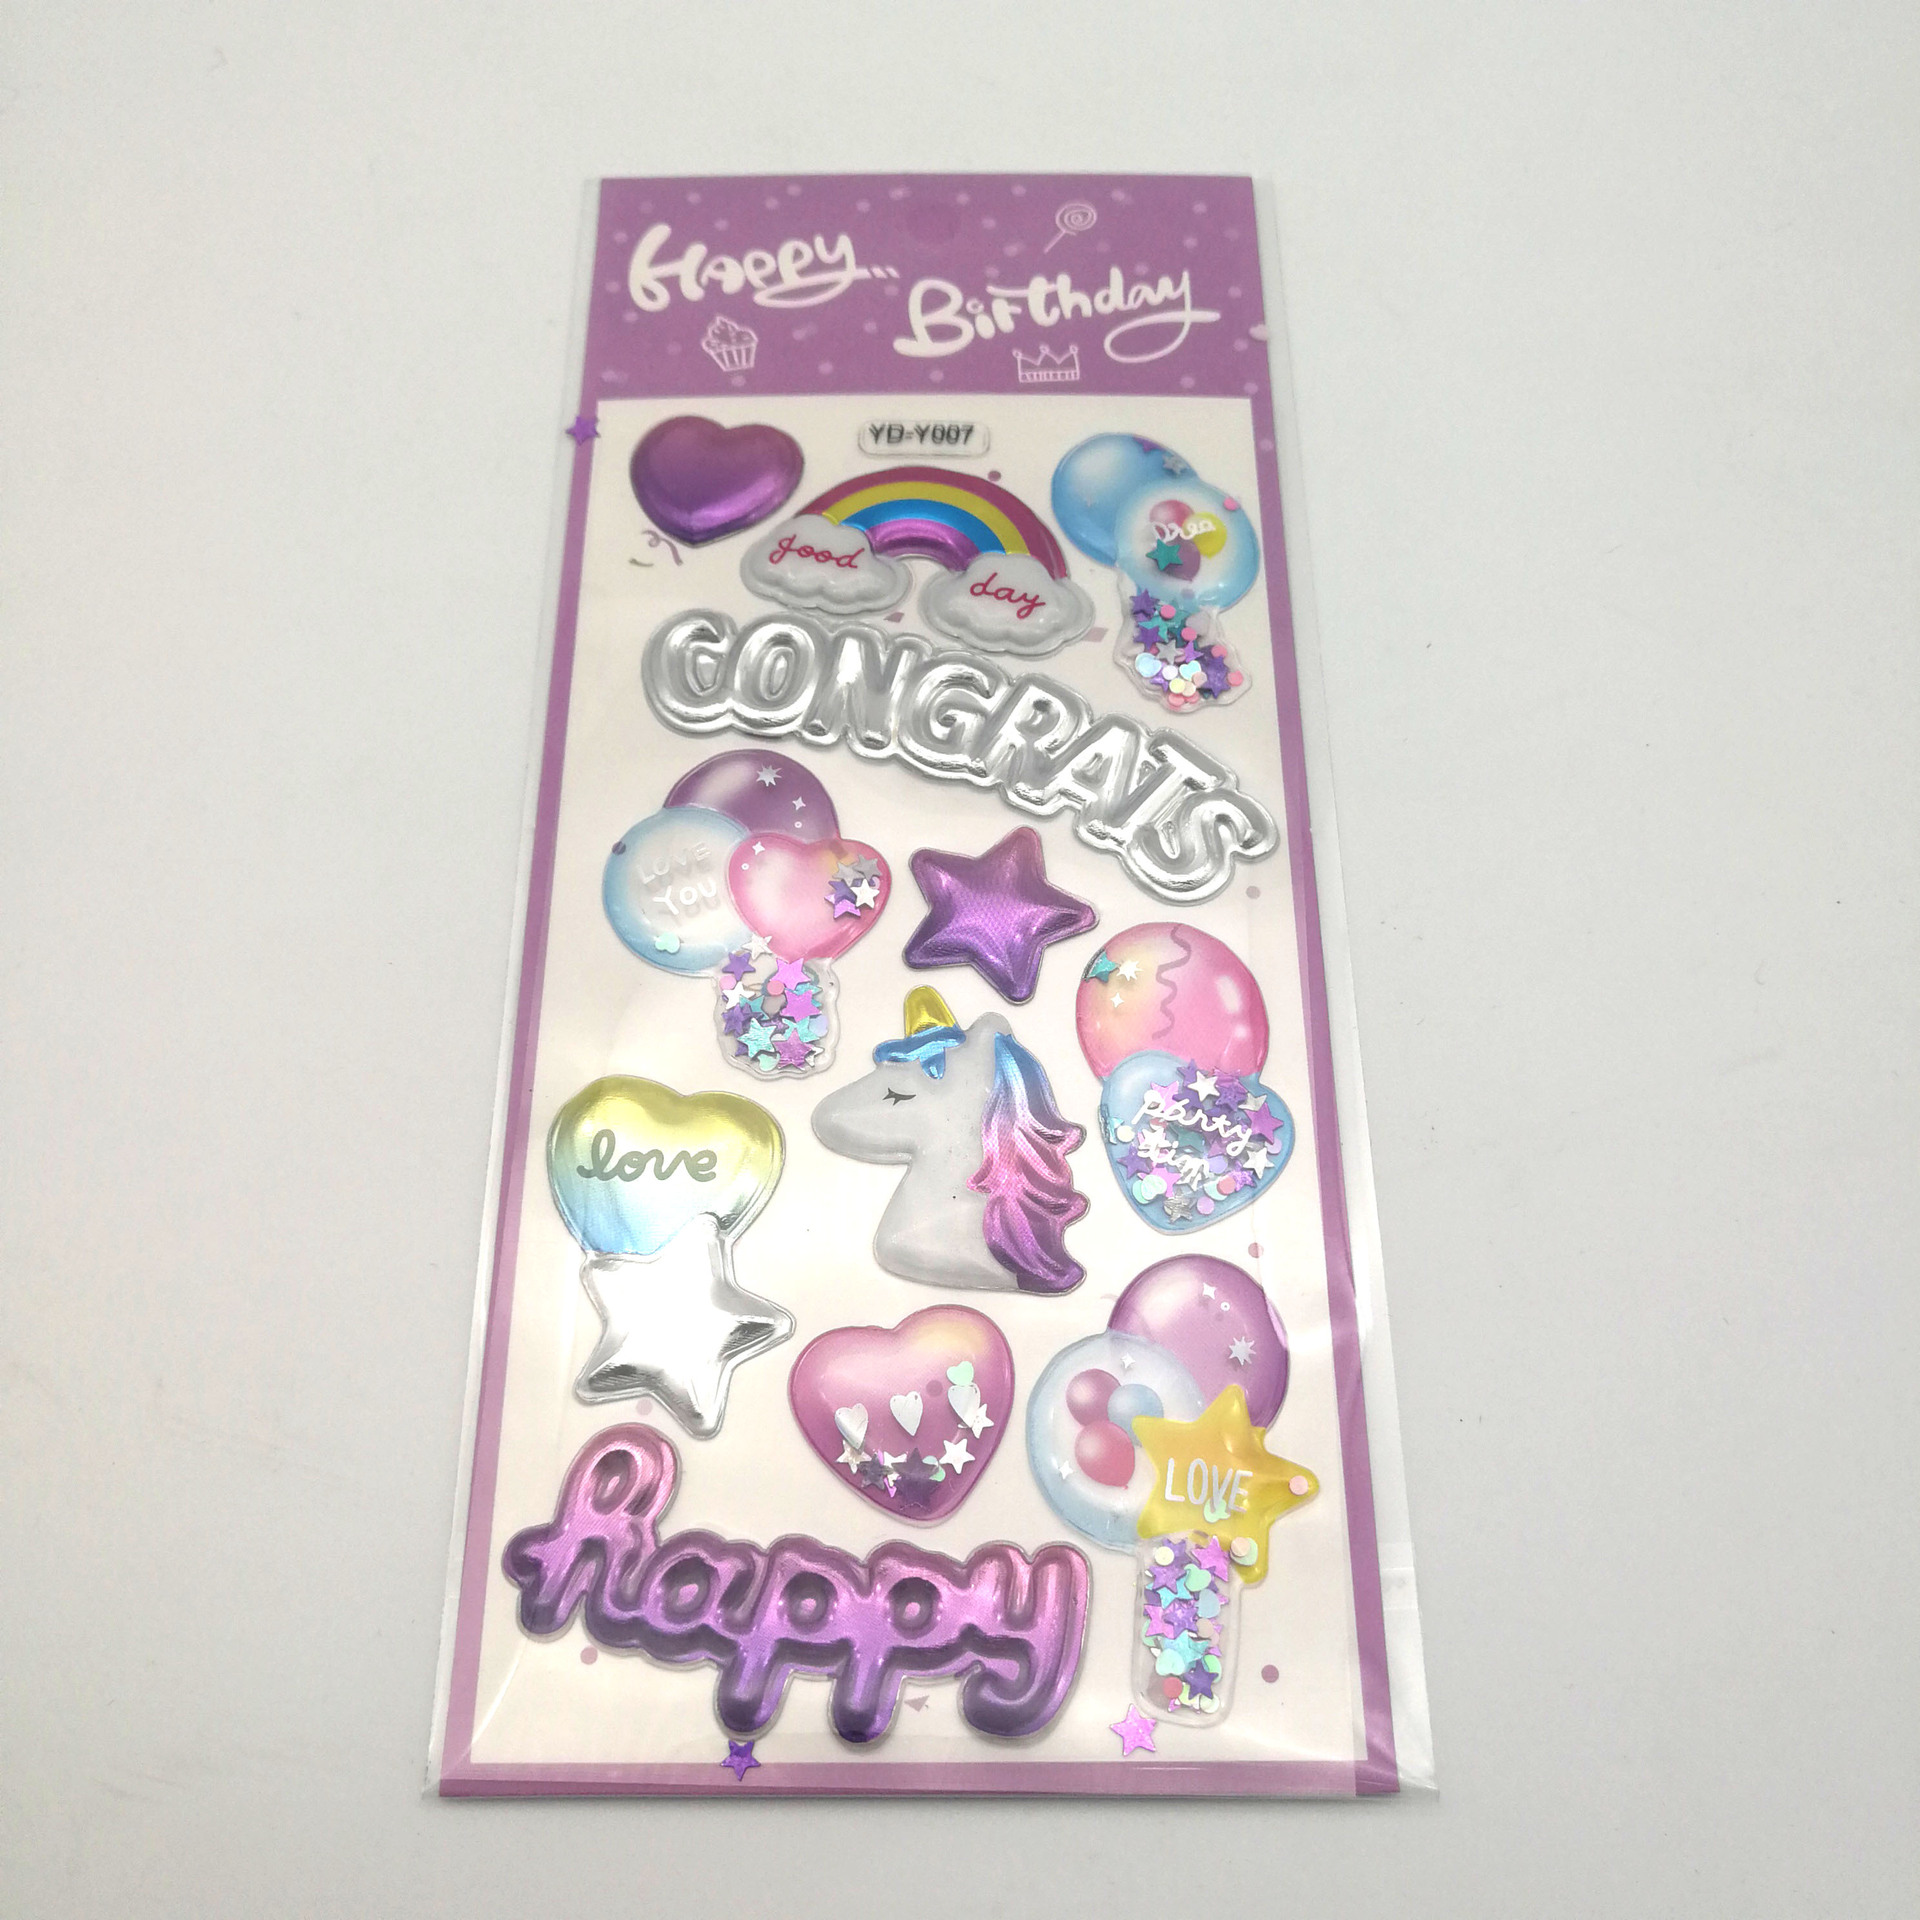 Happy
Birthday
YD-Y007
good
day
CONGRATS
LOVE
YOU
love
party
LOVE
happy